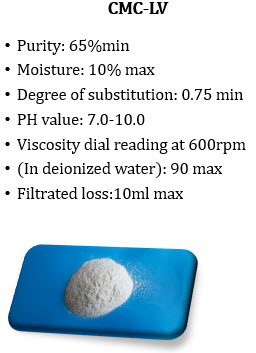 CMC-LV
• Purity: 65%min
• Moisture: 10% max
• Degree of substitution: 0.75 min
• PH value: 7.0-10.0
• Viscosity dial reading at 600rpm
• (In deionized water): 90 max
• Filtrated loss:10ml max